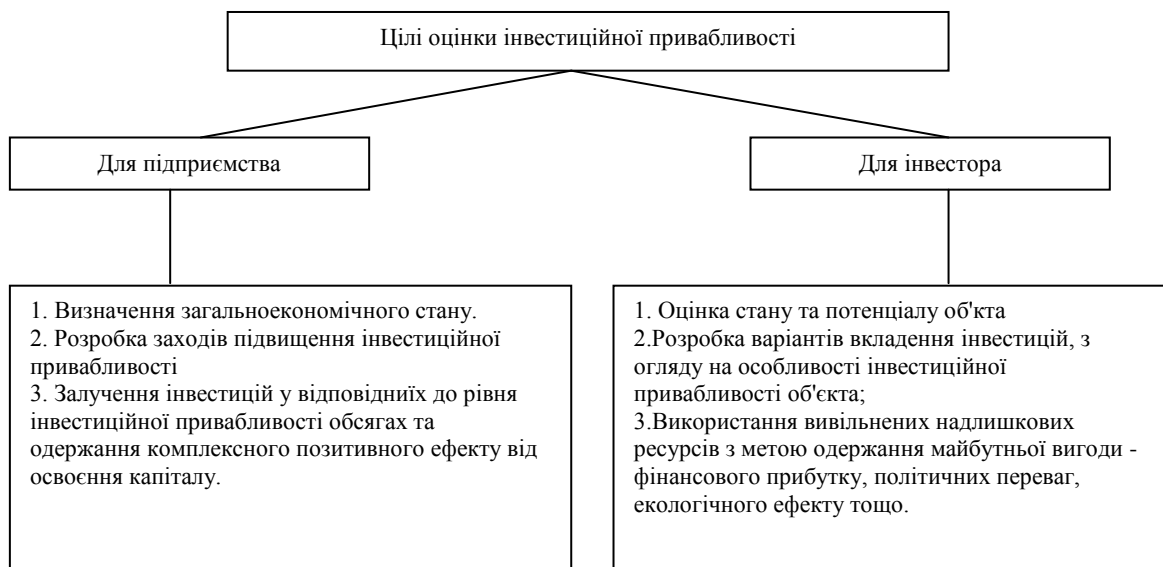 Цілі оцінки інвестиційної привабливості
Для підприємства
Для інвестора
1. Визначення загальноекономічного стану.
2. Розробка заходів підвищення інвестиційної
привабливості
3. Залучення інвестицій у відповідниїх до рівня
інвестиційної привабливості обсягах та
одержання комплексного позитивного ефекту від
освоєння капіталу.
1. Оцінка стану та потенціалу об'кта
2.Розробка варіантів вкладення інвестицій, з
огляду на особливості інвестиційної
привабливості об'єкта;
3.Використання вивільнених надлишкових
ресурсів з метою одержання майбутньої вигоди -
фінансового прибутку, політичних переваг,
екологічного ефекту тощо.